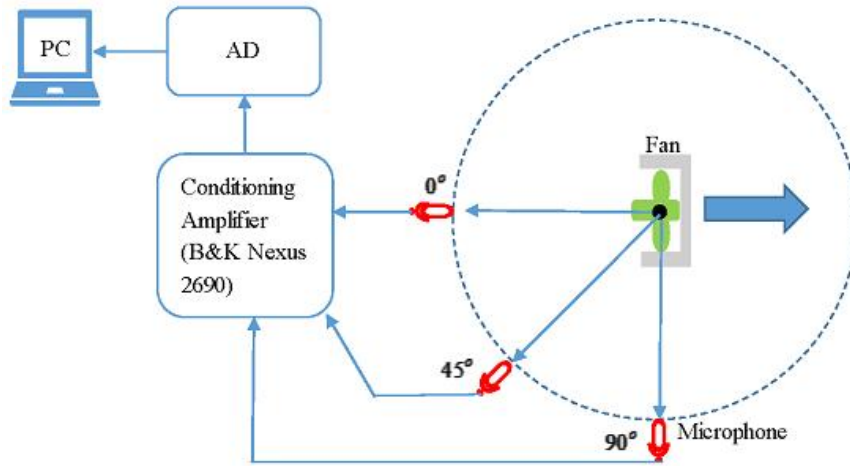 PC
AD
Fan
0°
Conditioning
Amplifier
(B&K Nexus
2690)
45°
90°
Microphone